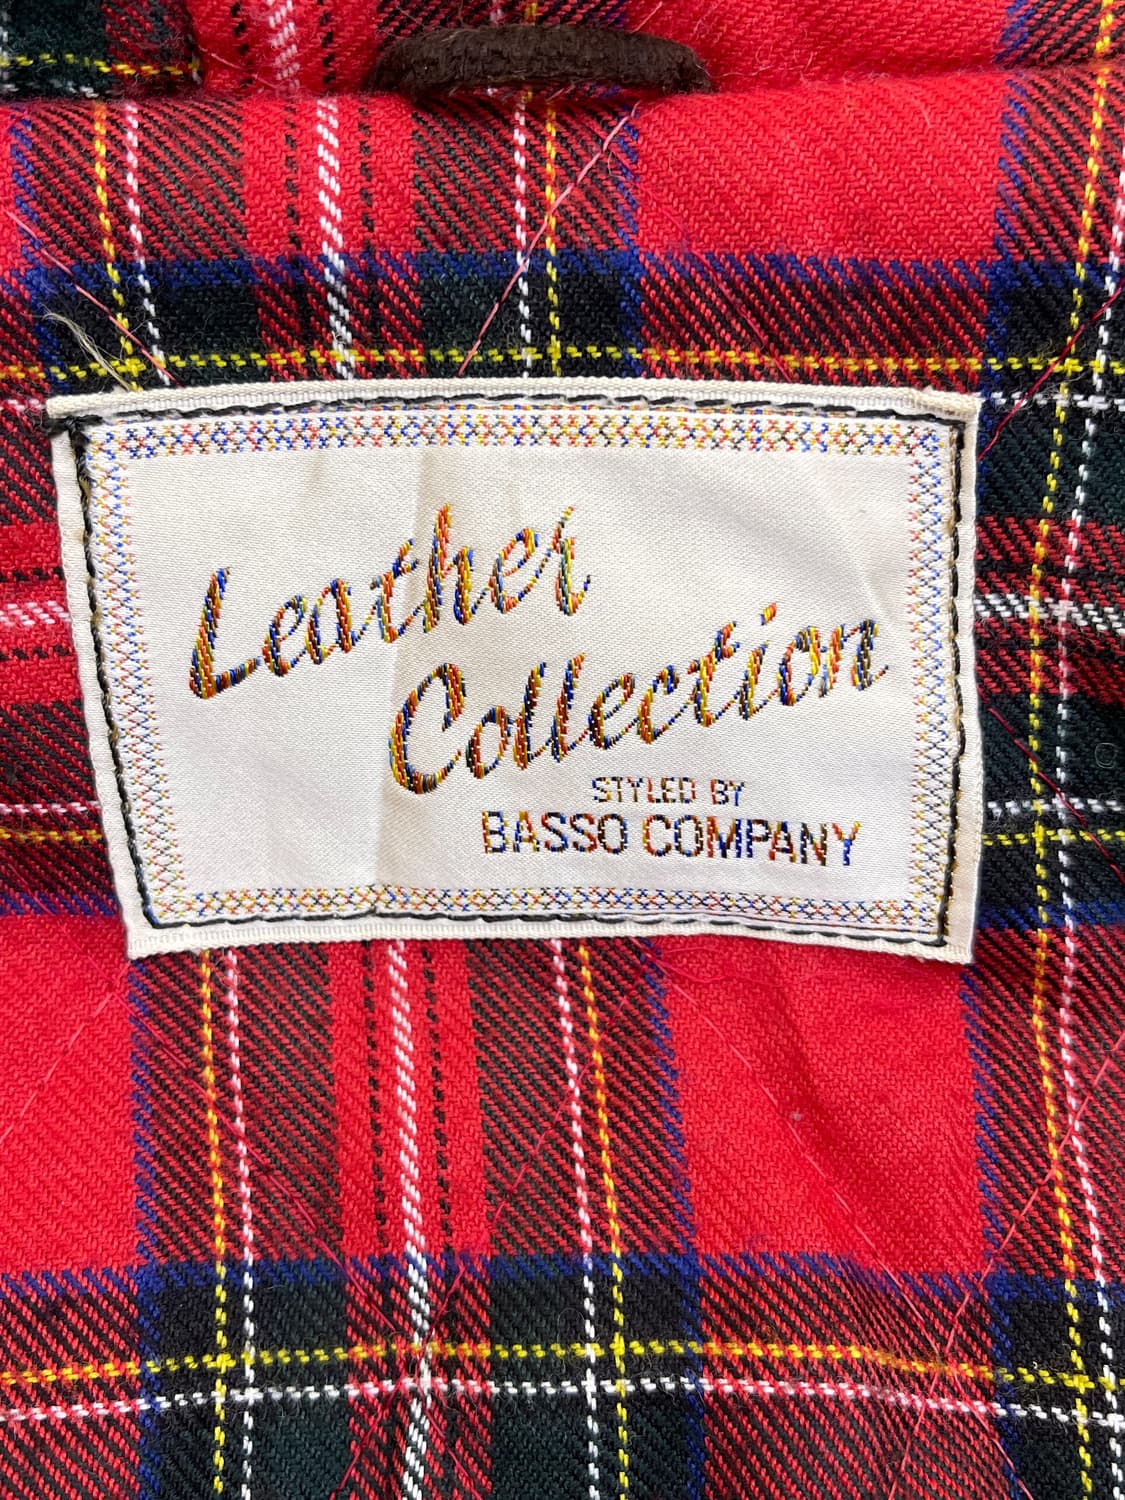 Leather
Collection
STYLED BY
BASSO COMPANY